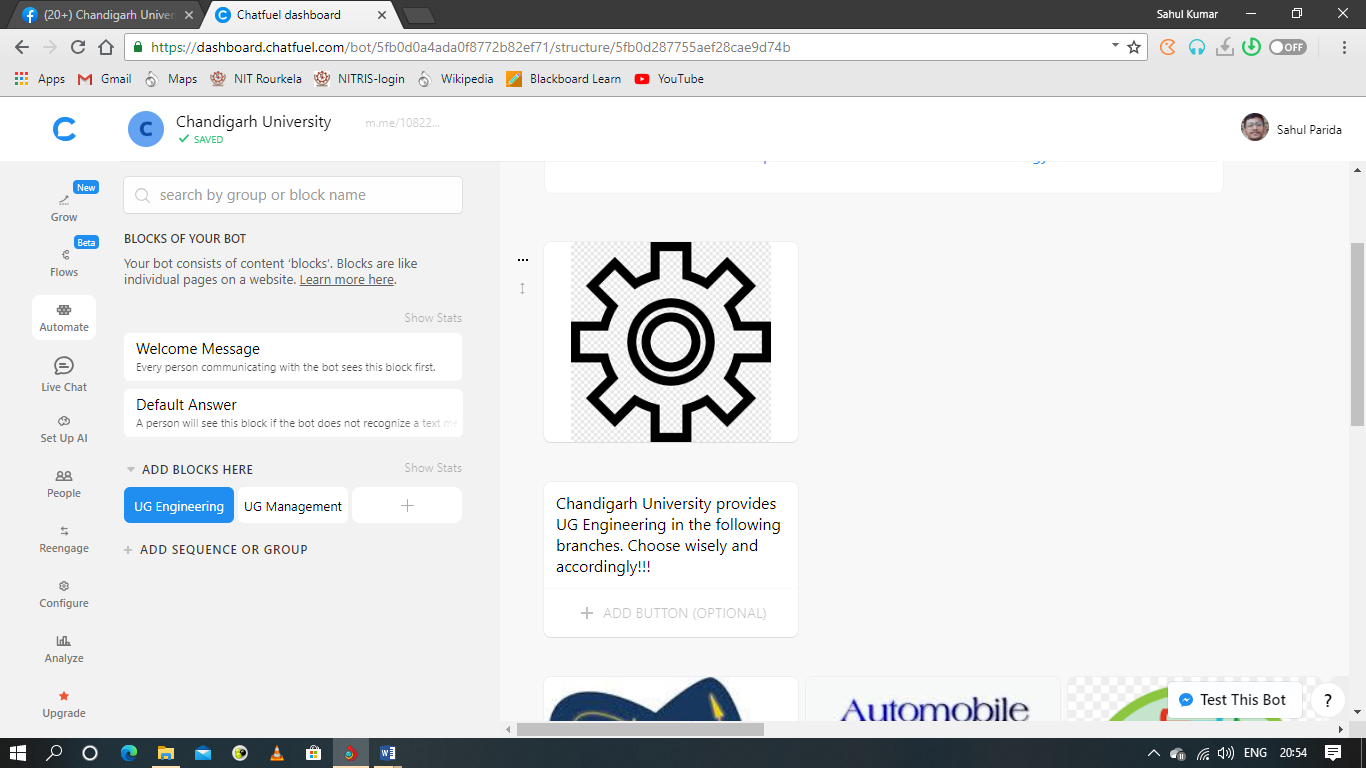 (20+) Chandigarh Univer
Chatfuel dashboard
Sahul Kumar
https://dashboard.chatfuel.com/bot/5fb0d0a4ada0f8772b82ef71/structure/5fb0d287755aef28cae9d74b
OFF
Apps
Gmail
Maps
NIT Rourkela
NITRIS-login
Wikipedia
Blackboard Learn
YouTube
C
Chandigarh University
SAVED
m.me/10822...
Sahul Parida
New
Grow
Beta
Flows
Automate
Live Chat
Set Up AI
People
Reengage
Configure
Analyze
Upgrade
search by group or block name
BLOCKS OF YOUR BOT
Your bot consists of content ‘blocks’. Blocks are like
individual pages on a website. Learn more here.
Show Stats
Welcome Message
Every person communicating with the bot sees this block first.
Default Answer
A person will see this block if the bot does not recognize a text me
ADD BLOCKS HERE
Show Stats
UG Engineering
UG Management
ADD SEQUENCE OR GROUP
Chandigarh University provides
UG Engineering in the following
branches. Choose wisely and
accordingly!!!
ADD BUTTON (OPTIONAL)
Automobile
Test This Bot
?
ENG
20:54